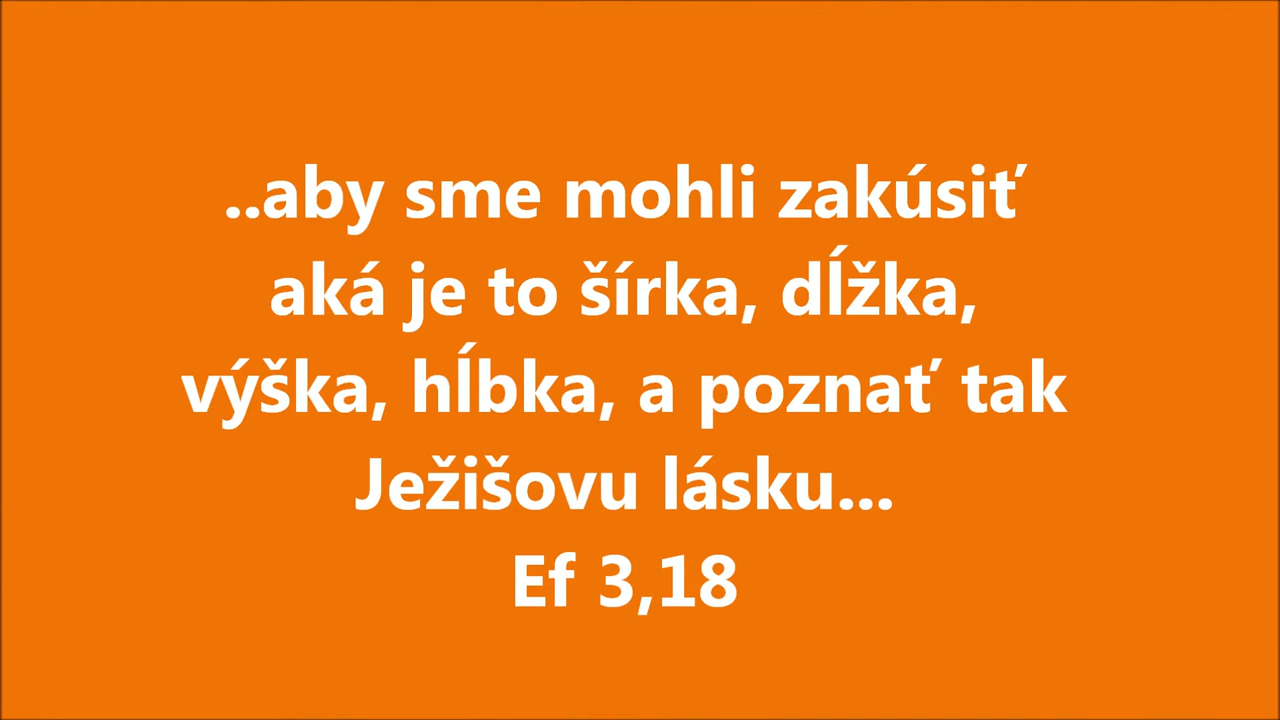 ..aby sme mohli zakúsiť
aká je to šírka, dĺžka,
výška, hĺbka, a poznať tak
Ježišovu lásku...
Ef 3,18